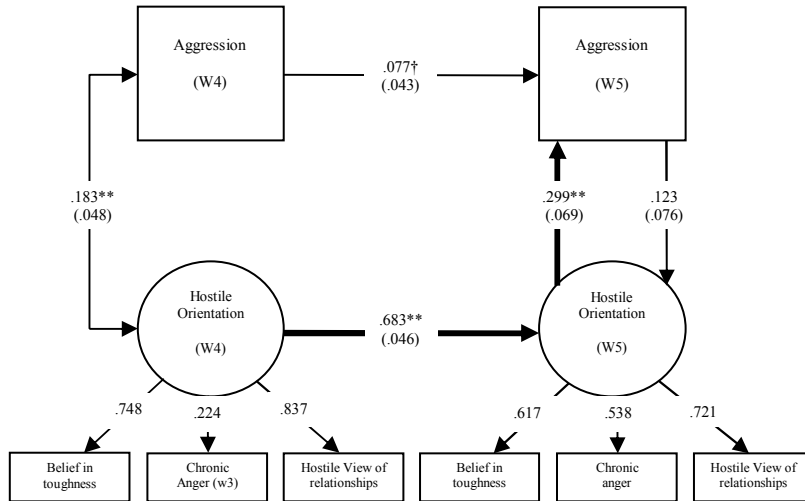 Aggression
(W4)
Aggression
(W5)
.077†
(.043)
.183**
(.048)
.299**
(.069)
.123
(.076)
Hostile
Orientation
(W4)
.683**
(.046)
Hostile
Orientation
(W5)
.748
.224
.837
.617
.538
.721
Belief in
toughness
Chronic
Anger (w3)
Hostile View of
relationships
Belief in
toughness
Chronic
anger
Hostile View of
relationships